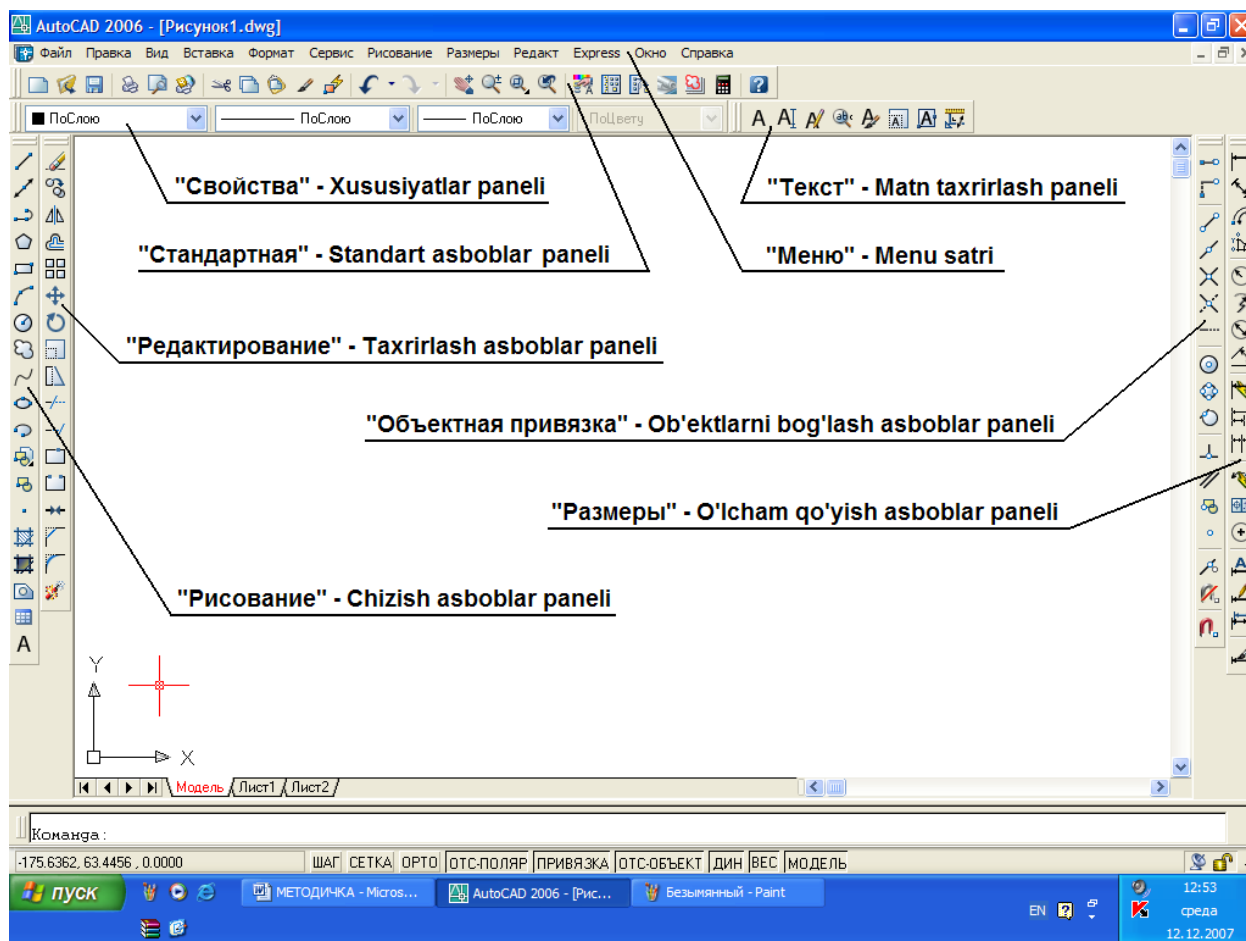 AutoCAD 2006 - [Рисунок1.dwg]
Файл Правка Вид Вставка Формат Сервис Рисование Размеры Редакт Express Окно Справка
ПоСлою ПоСлою ПоСлою ПоЦвету
"Свойства" - Xususiyatlar paneli
"Текст" - Matn taxrirlash paneli
"Стандартная" - Standart asboblar paneli
"Меню" - Menu satri
"Редактирование" - Taxrirlash asboblar paneli
"Объектная привязка" - Ob'ektlarni bog'lash asboblar paneli
"Размеры" - O'lcham qo'yish asboblar paneli
"Рисование" - Chizish asboblar paneli
A
Y
X
Модель Лист1 Лист2
Команда:
-175.6362, 63.4456 , 0.0000 ШАГ СЕТКА ОРТО ОТС-ПОЛЯР ПРИВЯЗКА ОТС-ОБЪЕКТ ДИН ВЕС МОДЕЛЬ
пуск МЕТОДИЧКА - Micros... AutoCAD 2006 - [Рис... Безымянный - Paint
EN
12:53
среда
12.12.2007